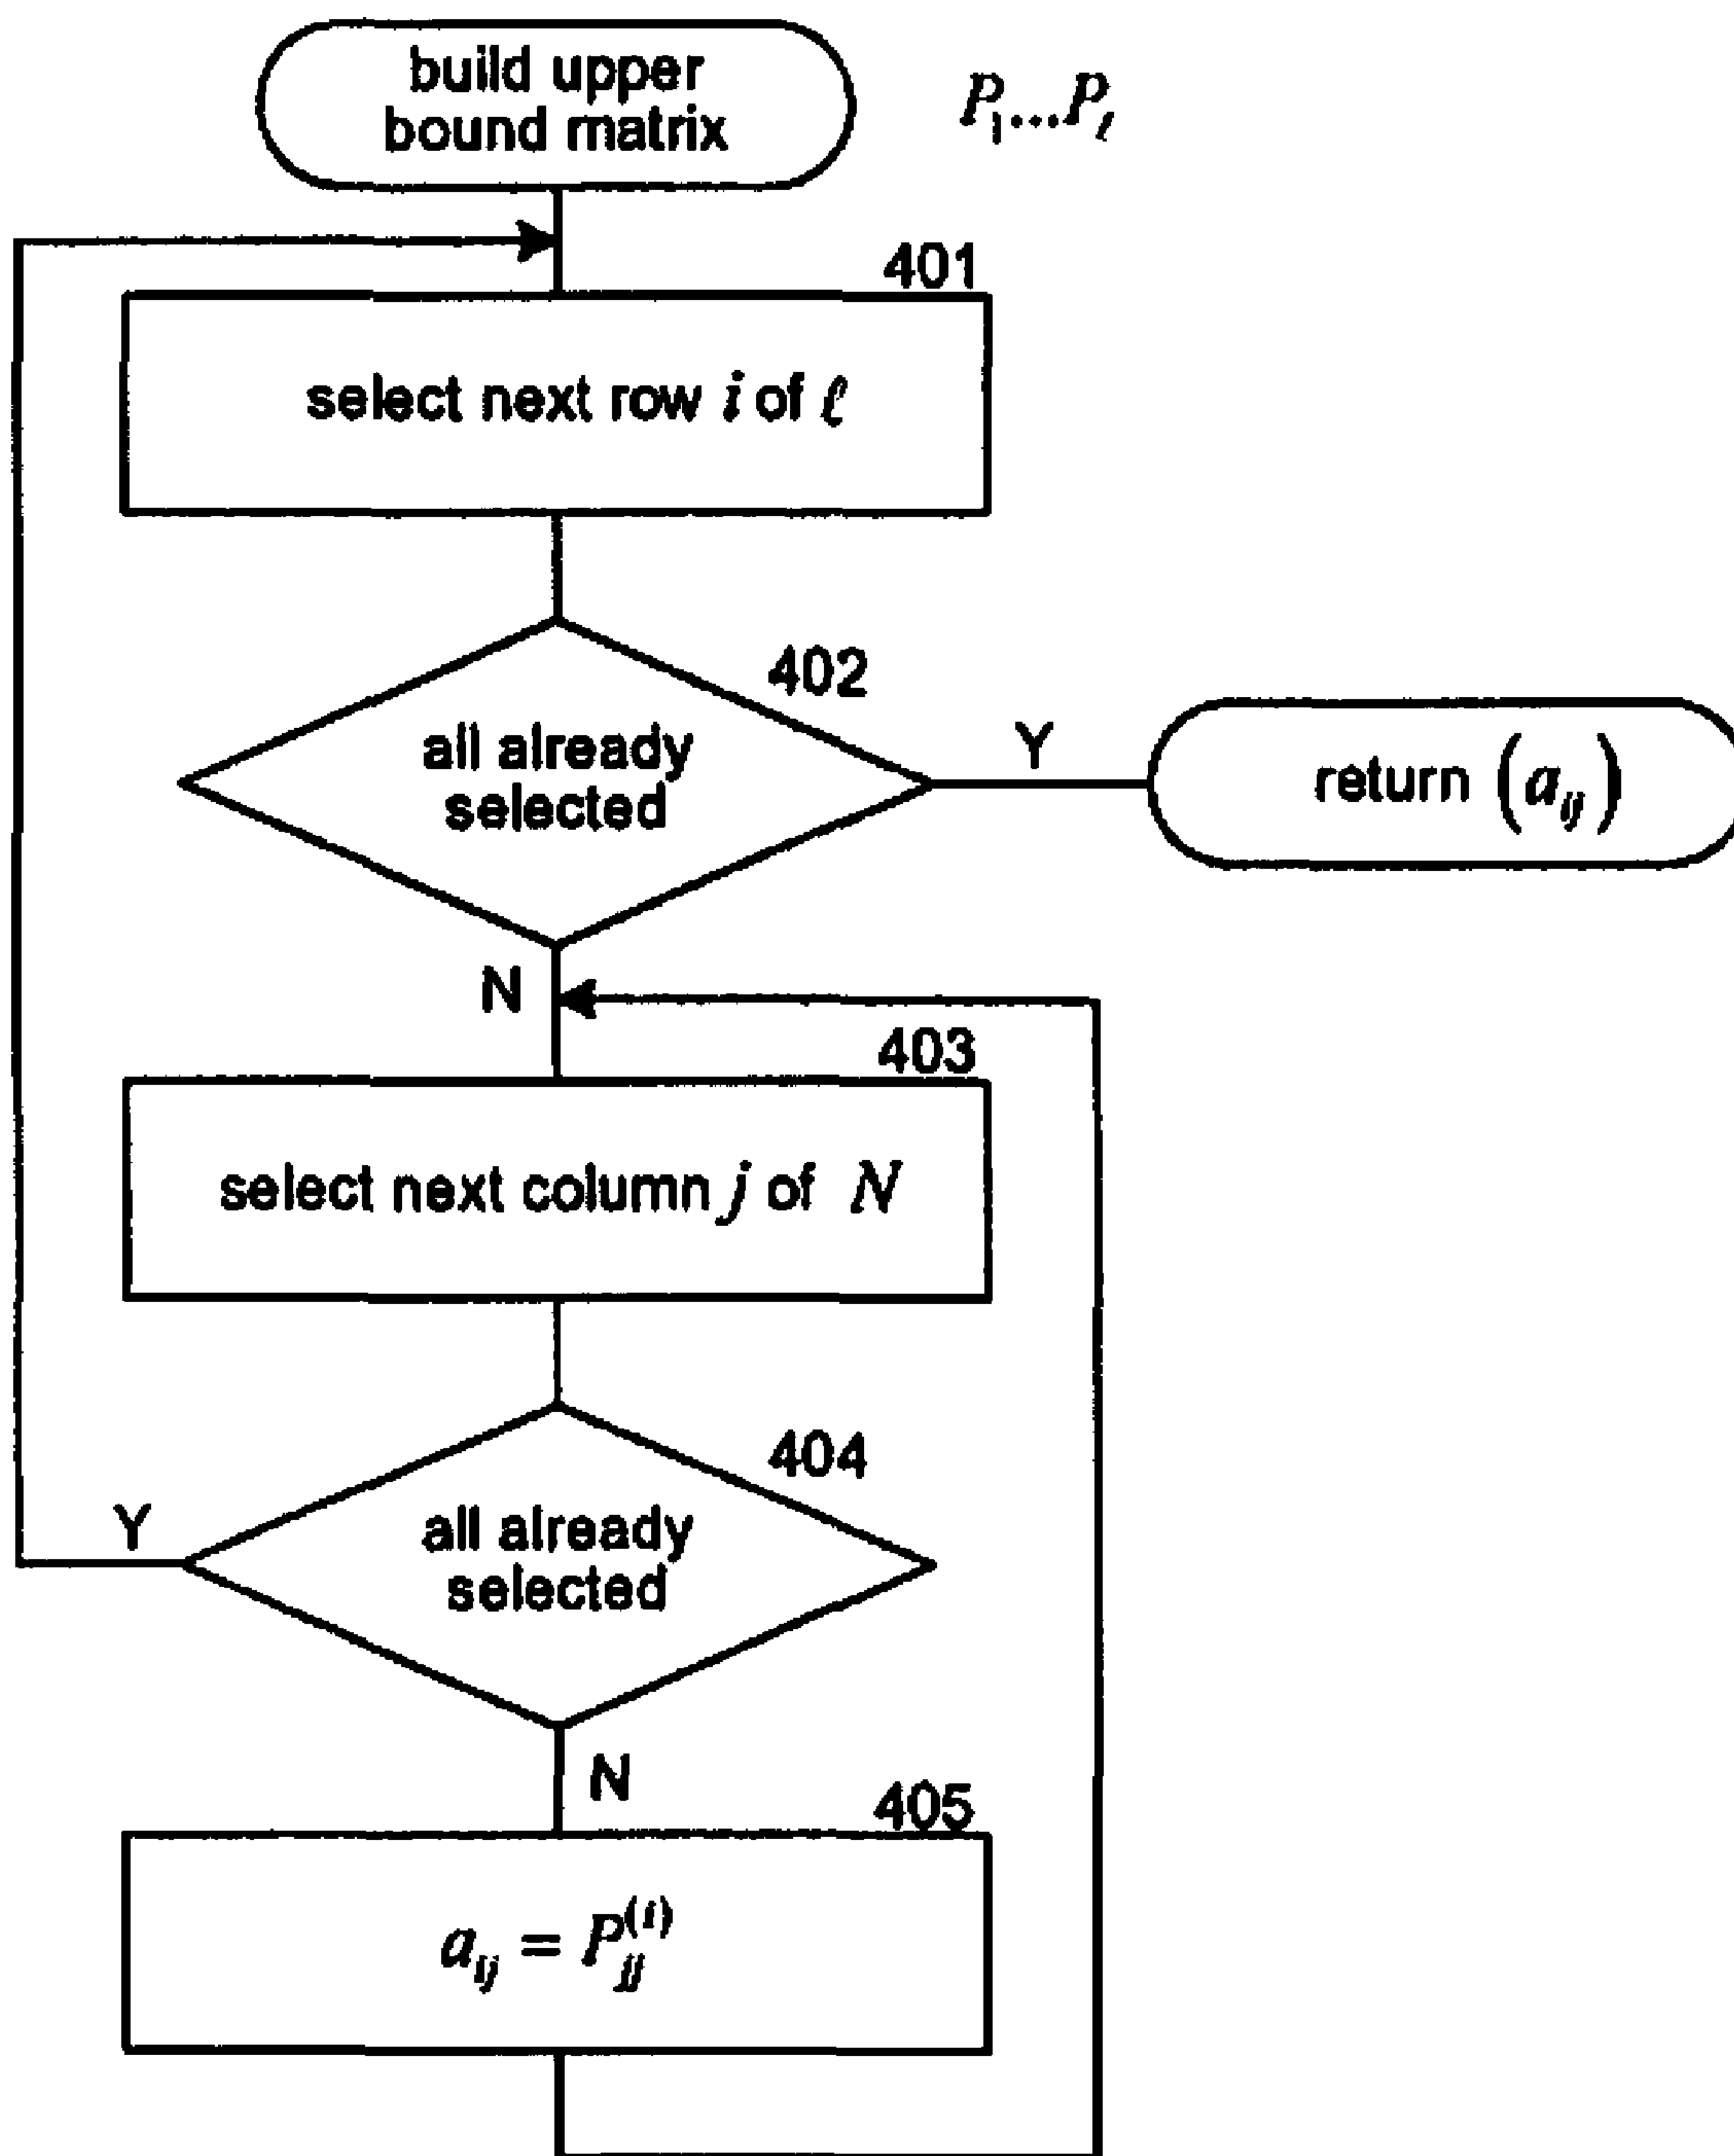 build upper
bound matrix
P₁...Pℓ
401
select next row i of ℓ
402
all already
selected
Y
return (aᵢⱼ)
N
403
select next column j of N
404
all already
selected
Y
N
405
aᵢⱼ = Pⱼⱼ⁽ⁱ⁾